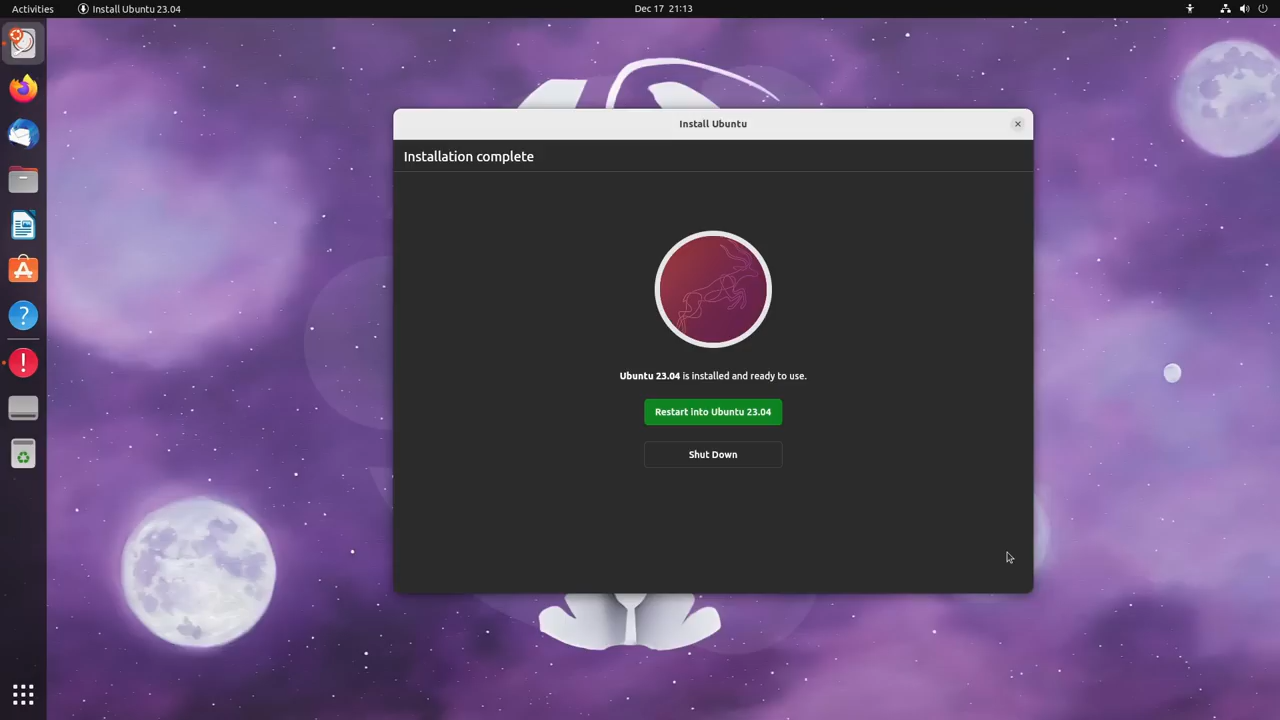 Activities
Install Ubuntu 23.04
Dec 17 21:13
Install Ubuntu
Installation complete
Ubuntu 23.04 is installed and ready to use.
Restart into Ubuntu 23.04
Shut Down